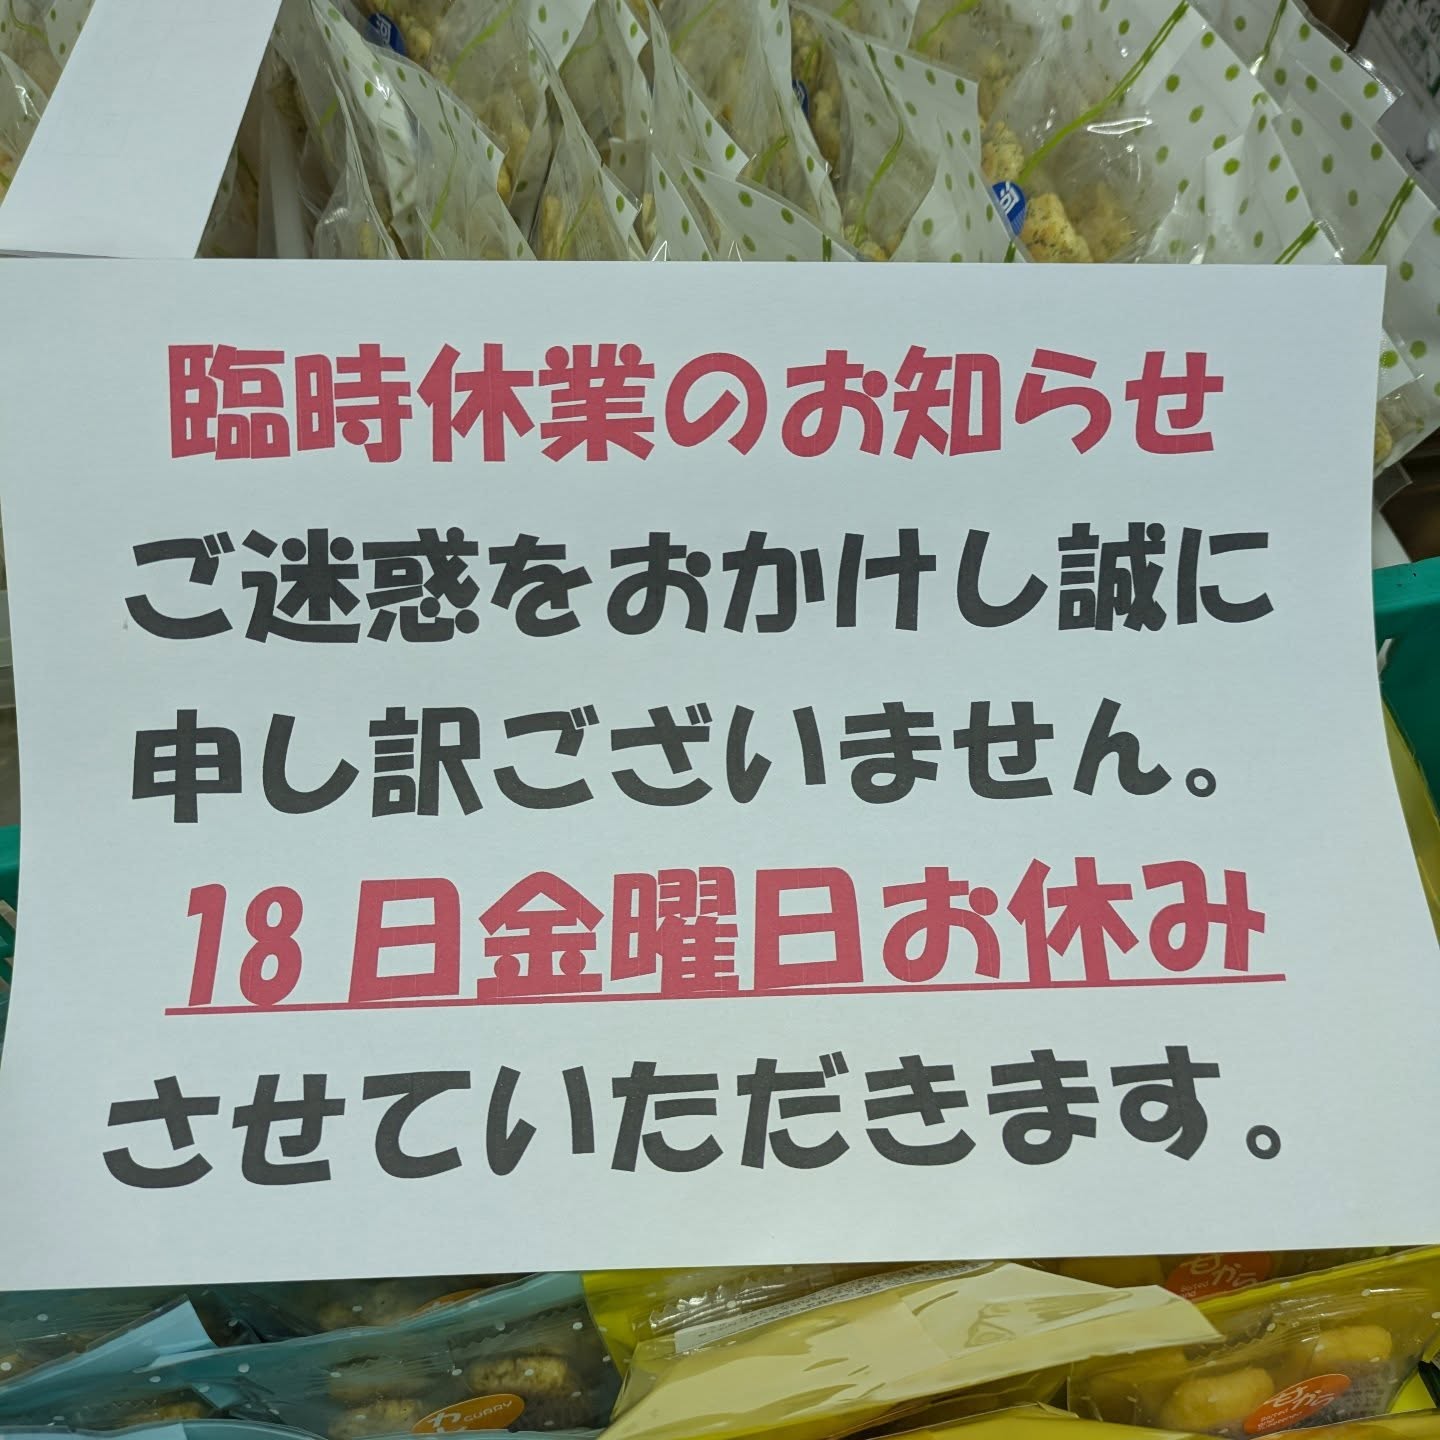 臨時休業のお知らせ
ご迷惑をおかけし誠に
申し訳ございません。
18日金曜日お休み
させていただきます。
CURRY